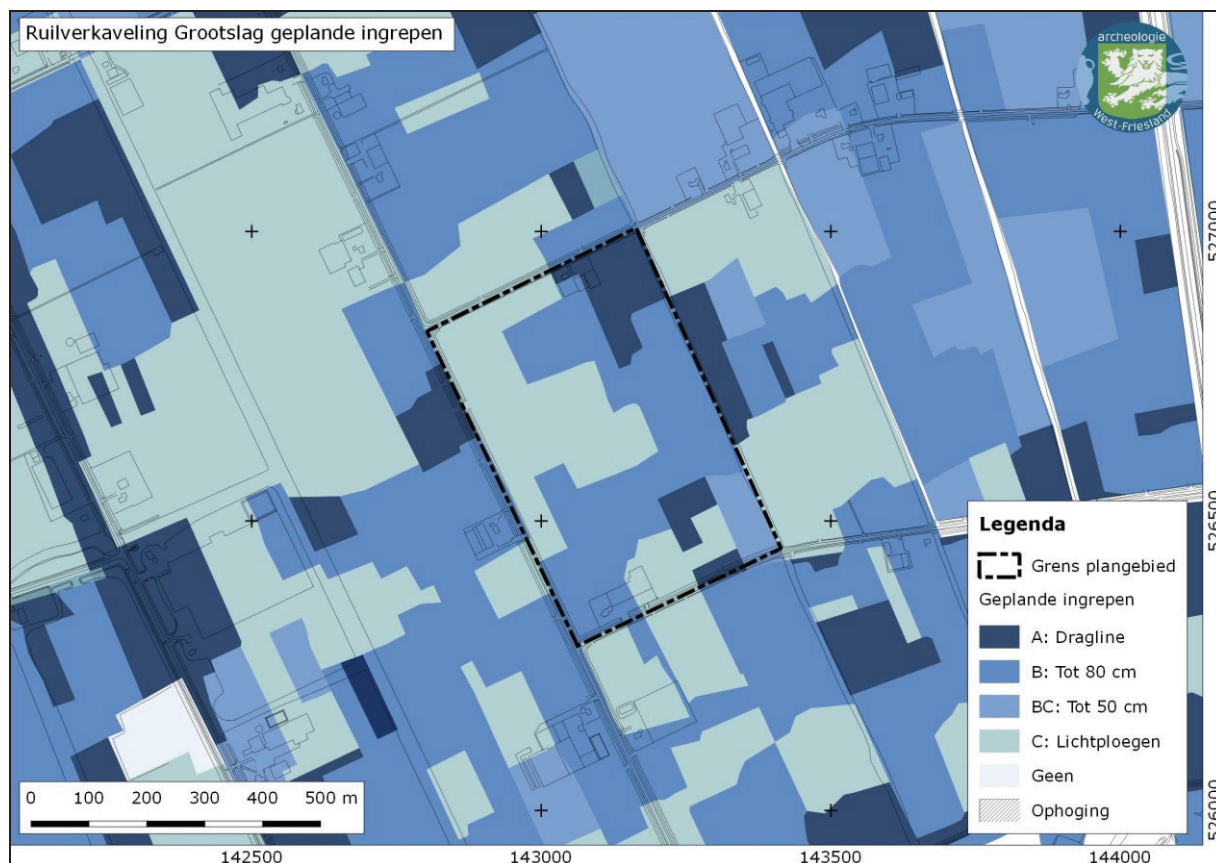 Ruilverkaveling Grootslag geplande ingrepen
archeologie
West-Friesland
527000
526500
526000
Legenda
Grens plangebied
Geplande ingrepen
A: Dragline
B: Tot 80 cm
BC: Tot 50 cm
C: Lichtploegen
Geen
Ophoging
0 100 200 300 400 500 m
142500 143000 143500 144000